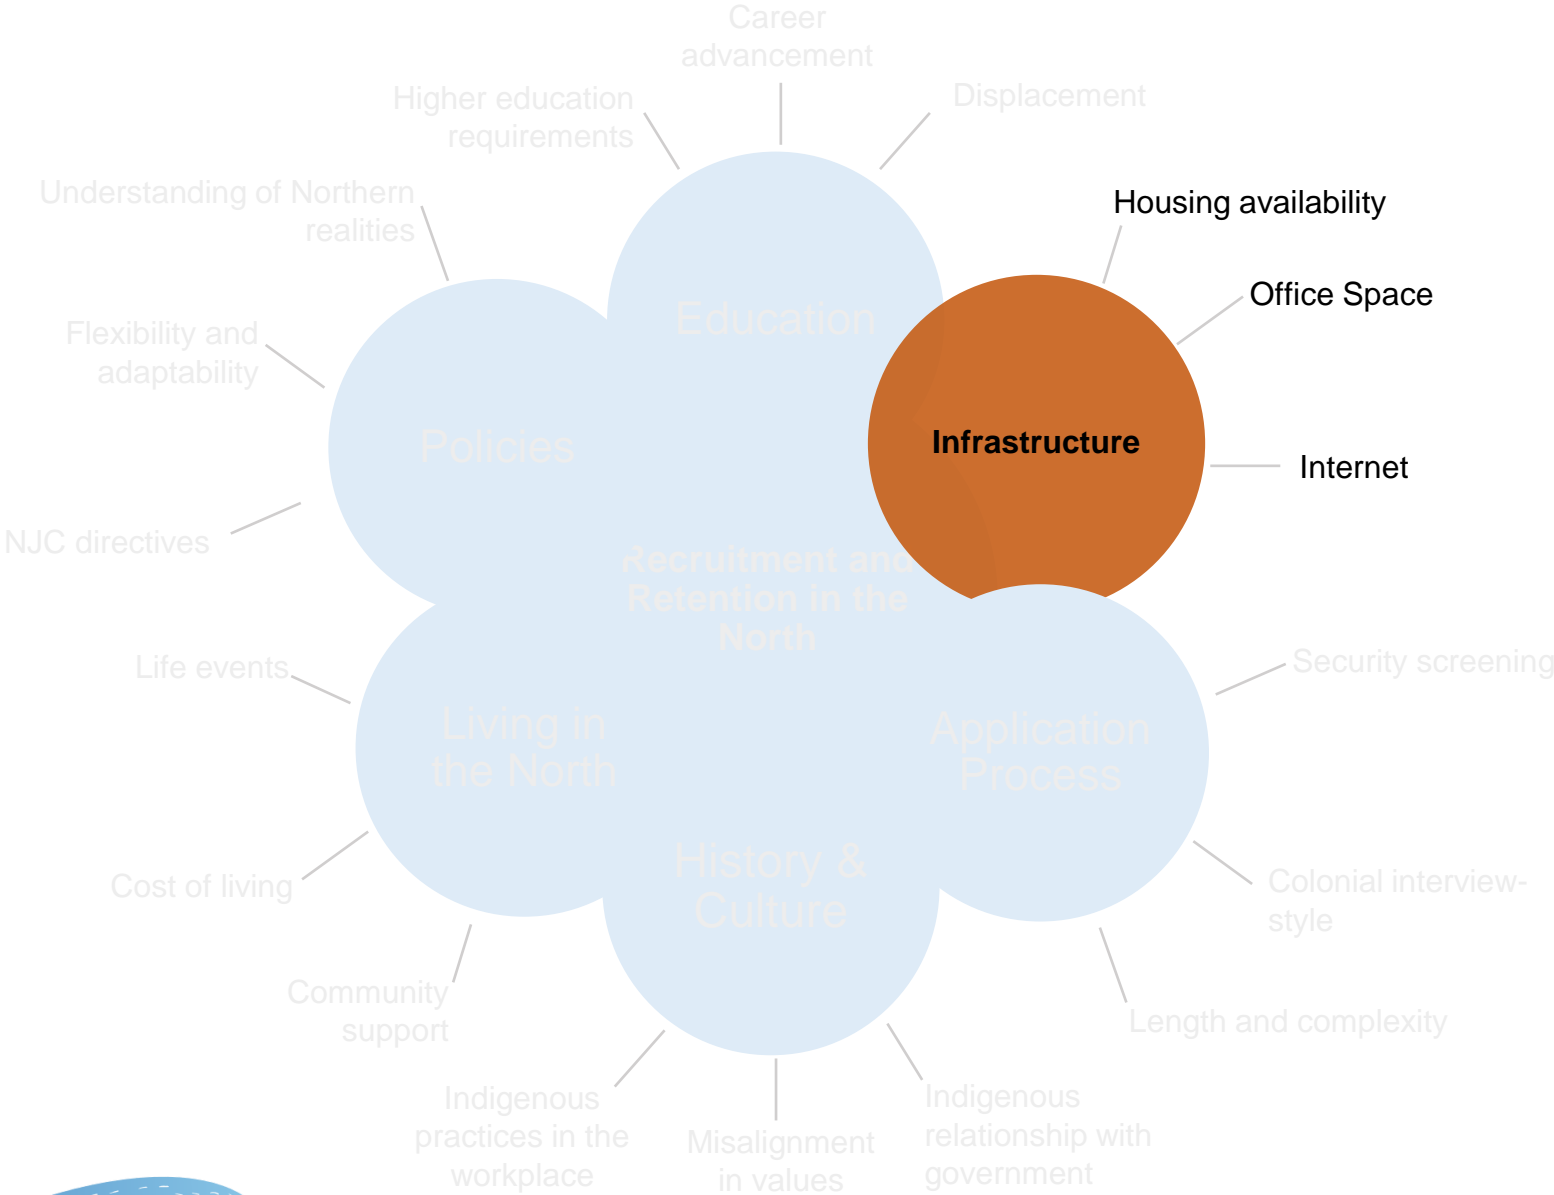 Career
advancement
Higher education
requirements
Displacement
Understanding of Northern
realities
Housing availability
Office Space
Education
Flexibility and
adaptability
Policies
Infrastructure
Internet
NJC directives
Recruitment and
Retention in the
North
Life events
Security screening
Living in
the North
Application
Process
History &
Culture
Cost of living
Colonial interview-
style
Community
support
Length and complexity
Indigenous
practices in the
workplace
Misalignment
in values
Indigenous
relationship with
government